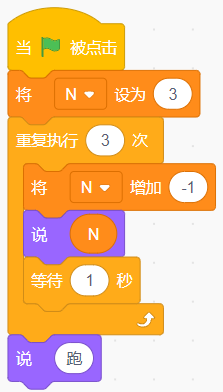 当 被点击
将 N 设为 3
重复执行 3 次
将 N 增加 -1
说 N
等待 1 秒
说 跑